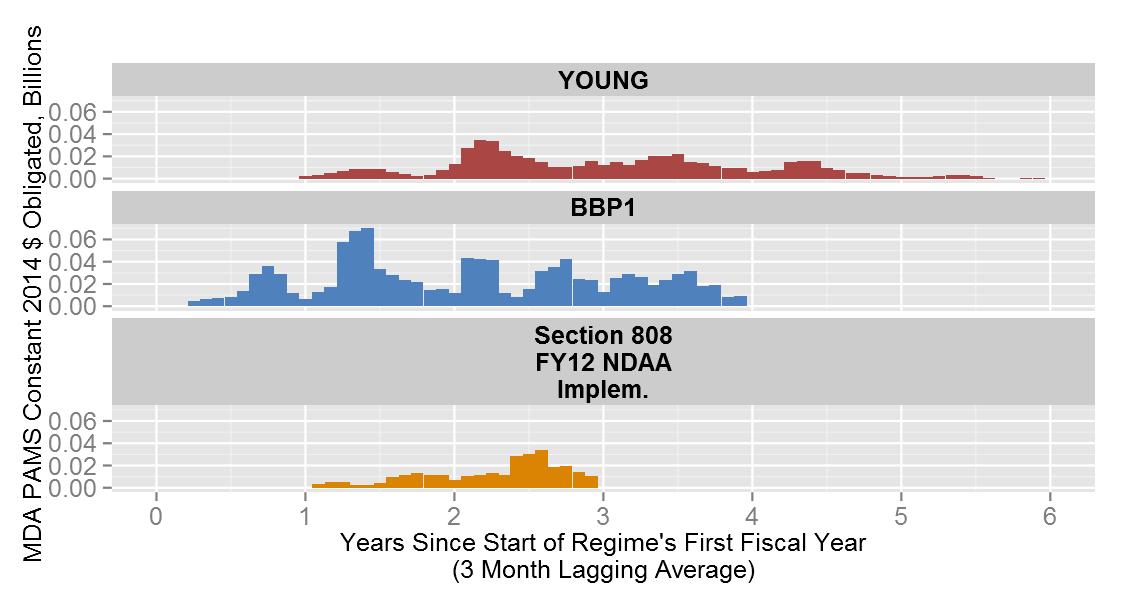 MDA PAMS Constant 2014 $ Obligated, Billions
YOUNG
0.06
0.04
0.02
0.00
BBP1
0.06
0.04
0.02
0.00
Section 808
FY12 NDAA
Implem.
0.06
0.04
0.02
0.00
0 1 2 3 4 5 6
Years Since Start of Regime's First Fiscal Year
(3 Month Lagging Average)